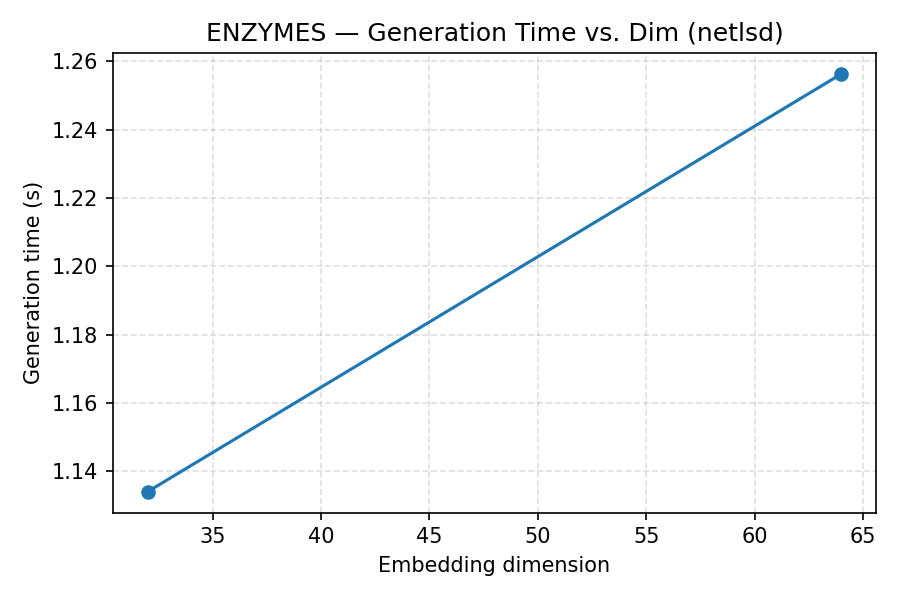 ENZYMES — Generation Time vs. Dim (netlsd)
1.26
1.24
1.22
1.20
1.18
1.16
1.14
Generation time (s)
35 40 45 50 55 60 65
Embedding dimension